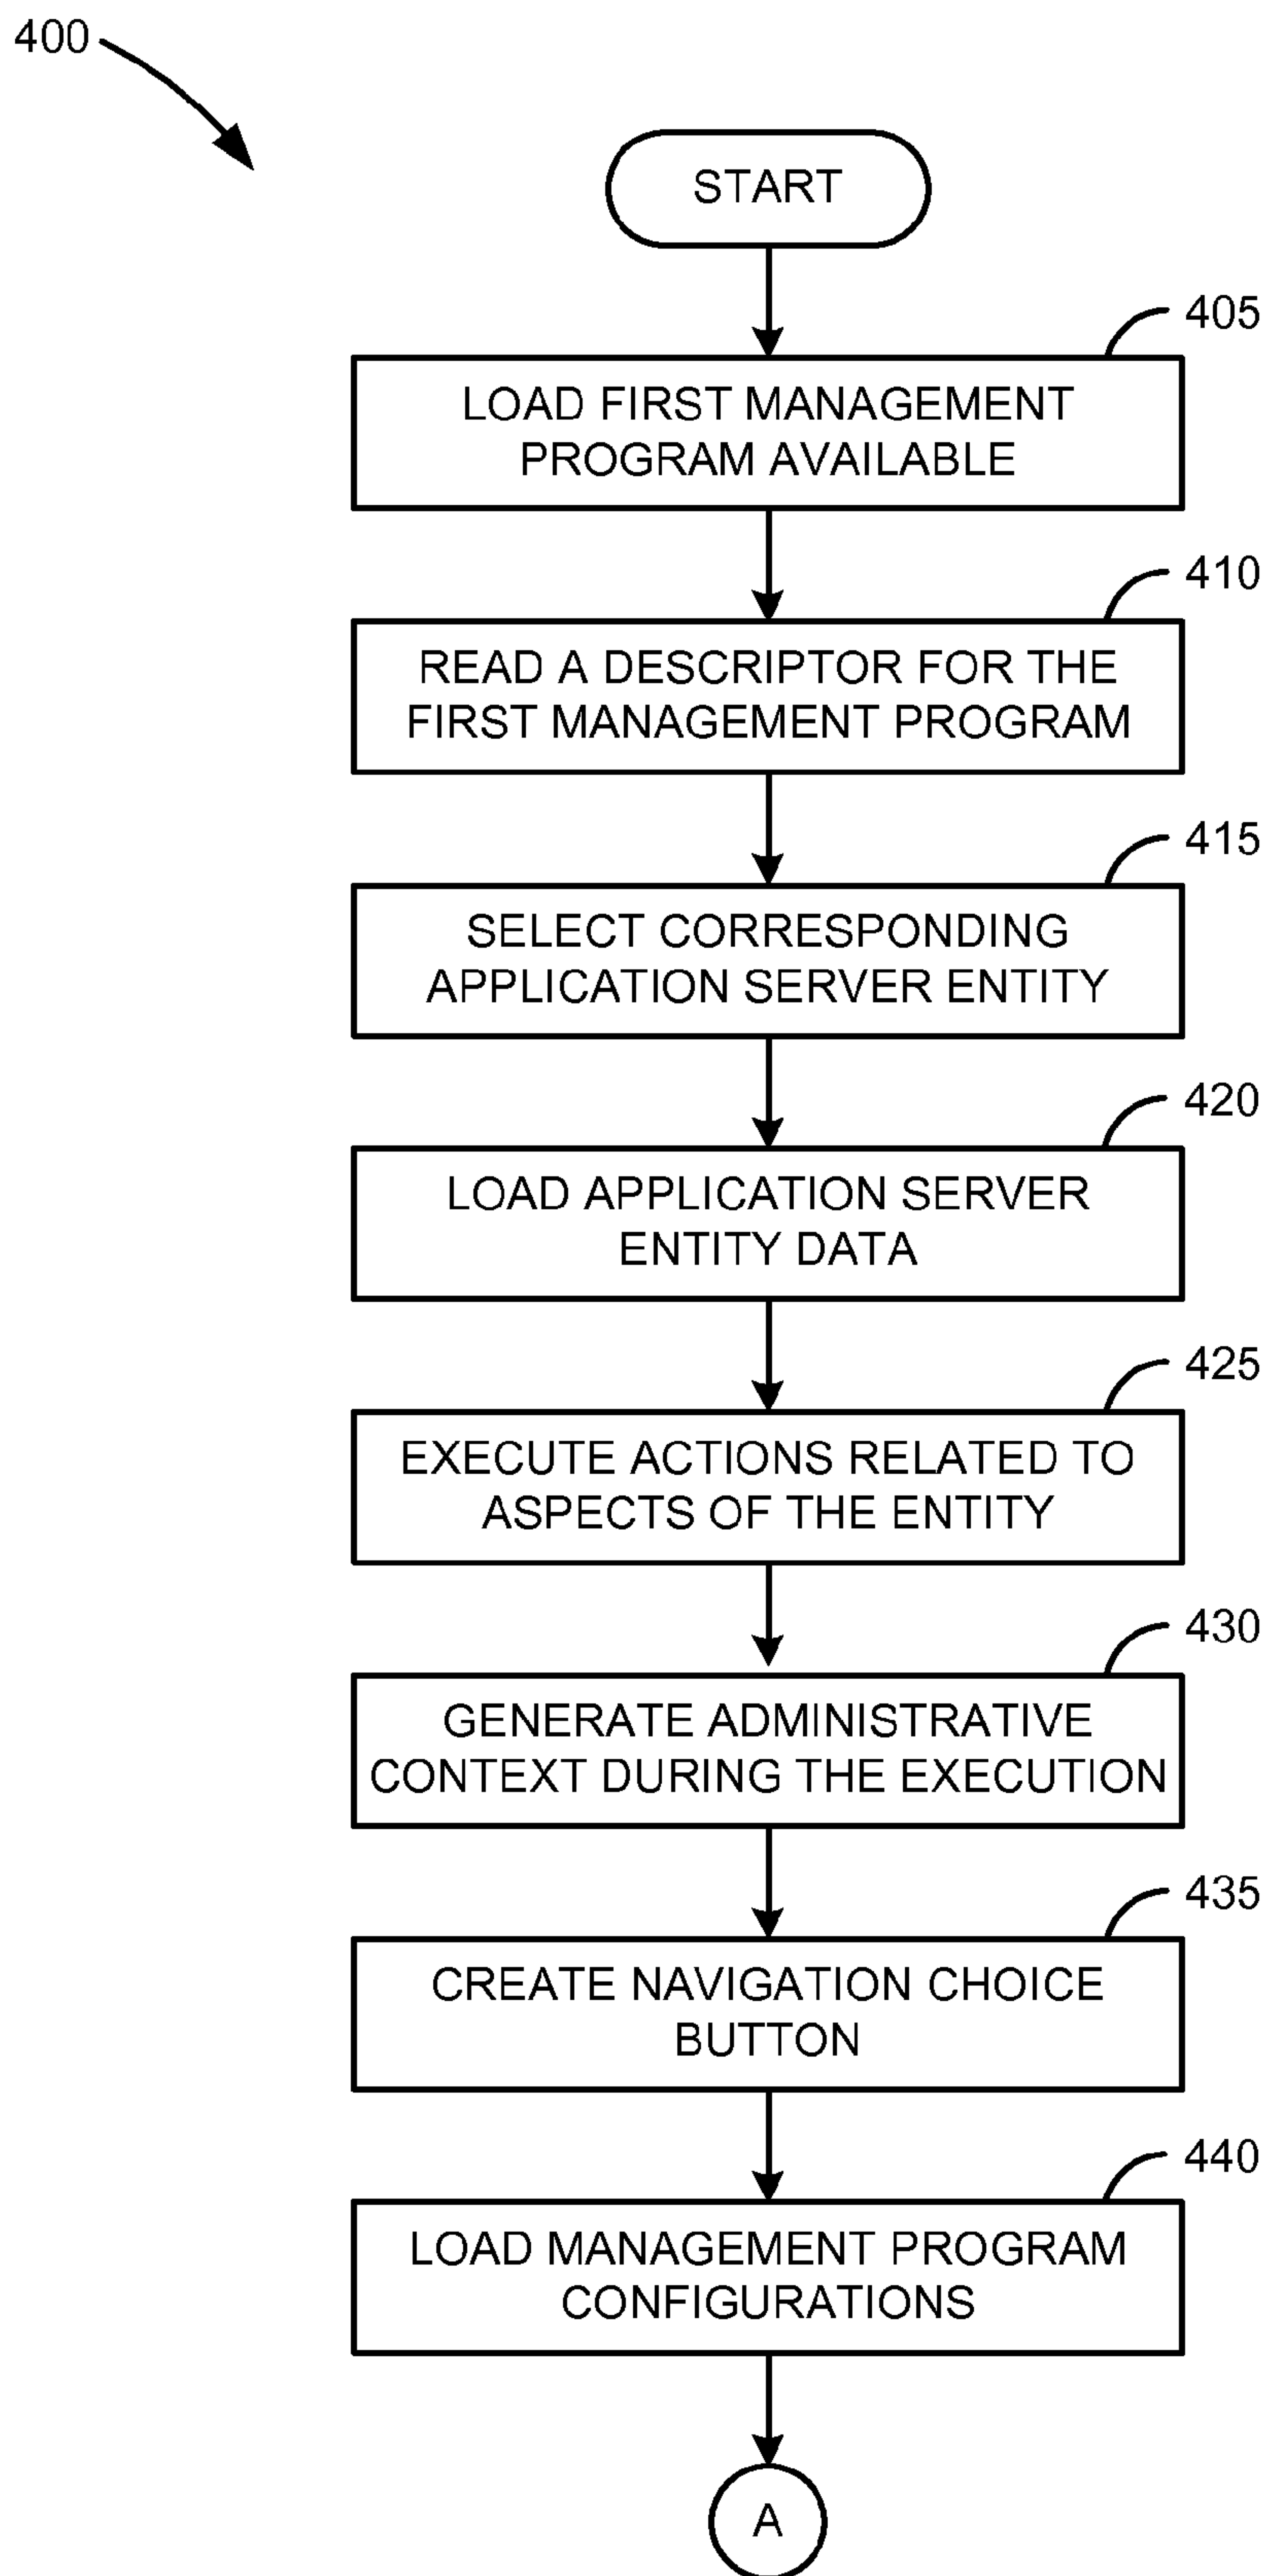 400
START
405
LOAD FIRST MANAGEMENT
PROGRAM AVAILABLE
410
READ A DESCRIPTOR FOR THE
FIRST MANAGEMENT PROGRAM
415
SELECT CORRESPONDING
APPLICATION SERVER ENTITY
420
LOAD APPLICATION SERVER
ENTITY DATA
425
EXECUTE ACTIONS RELATED TO
ASPECTS OF THE ENTITY
430
GENERATE ADMINISTRATIVE
CONTEXT DURING THE EXECUTION
435
CREATE NAVIGATION CHOICE
BUTTON
440
LOAD MANAGEMENT PROGRAM
CONFIGURATIONS
A